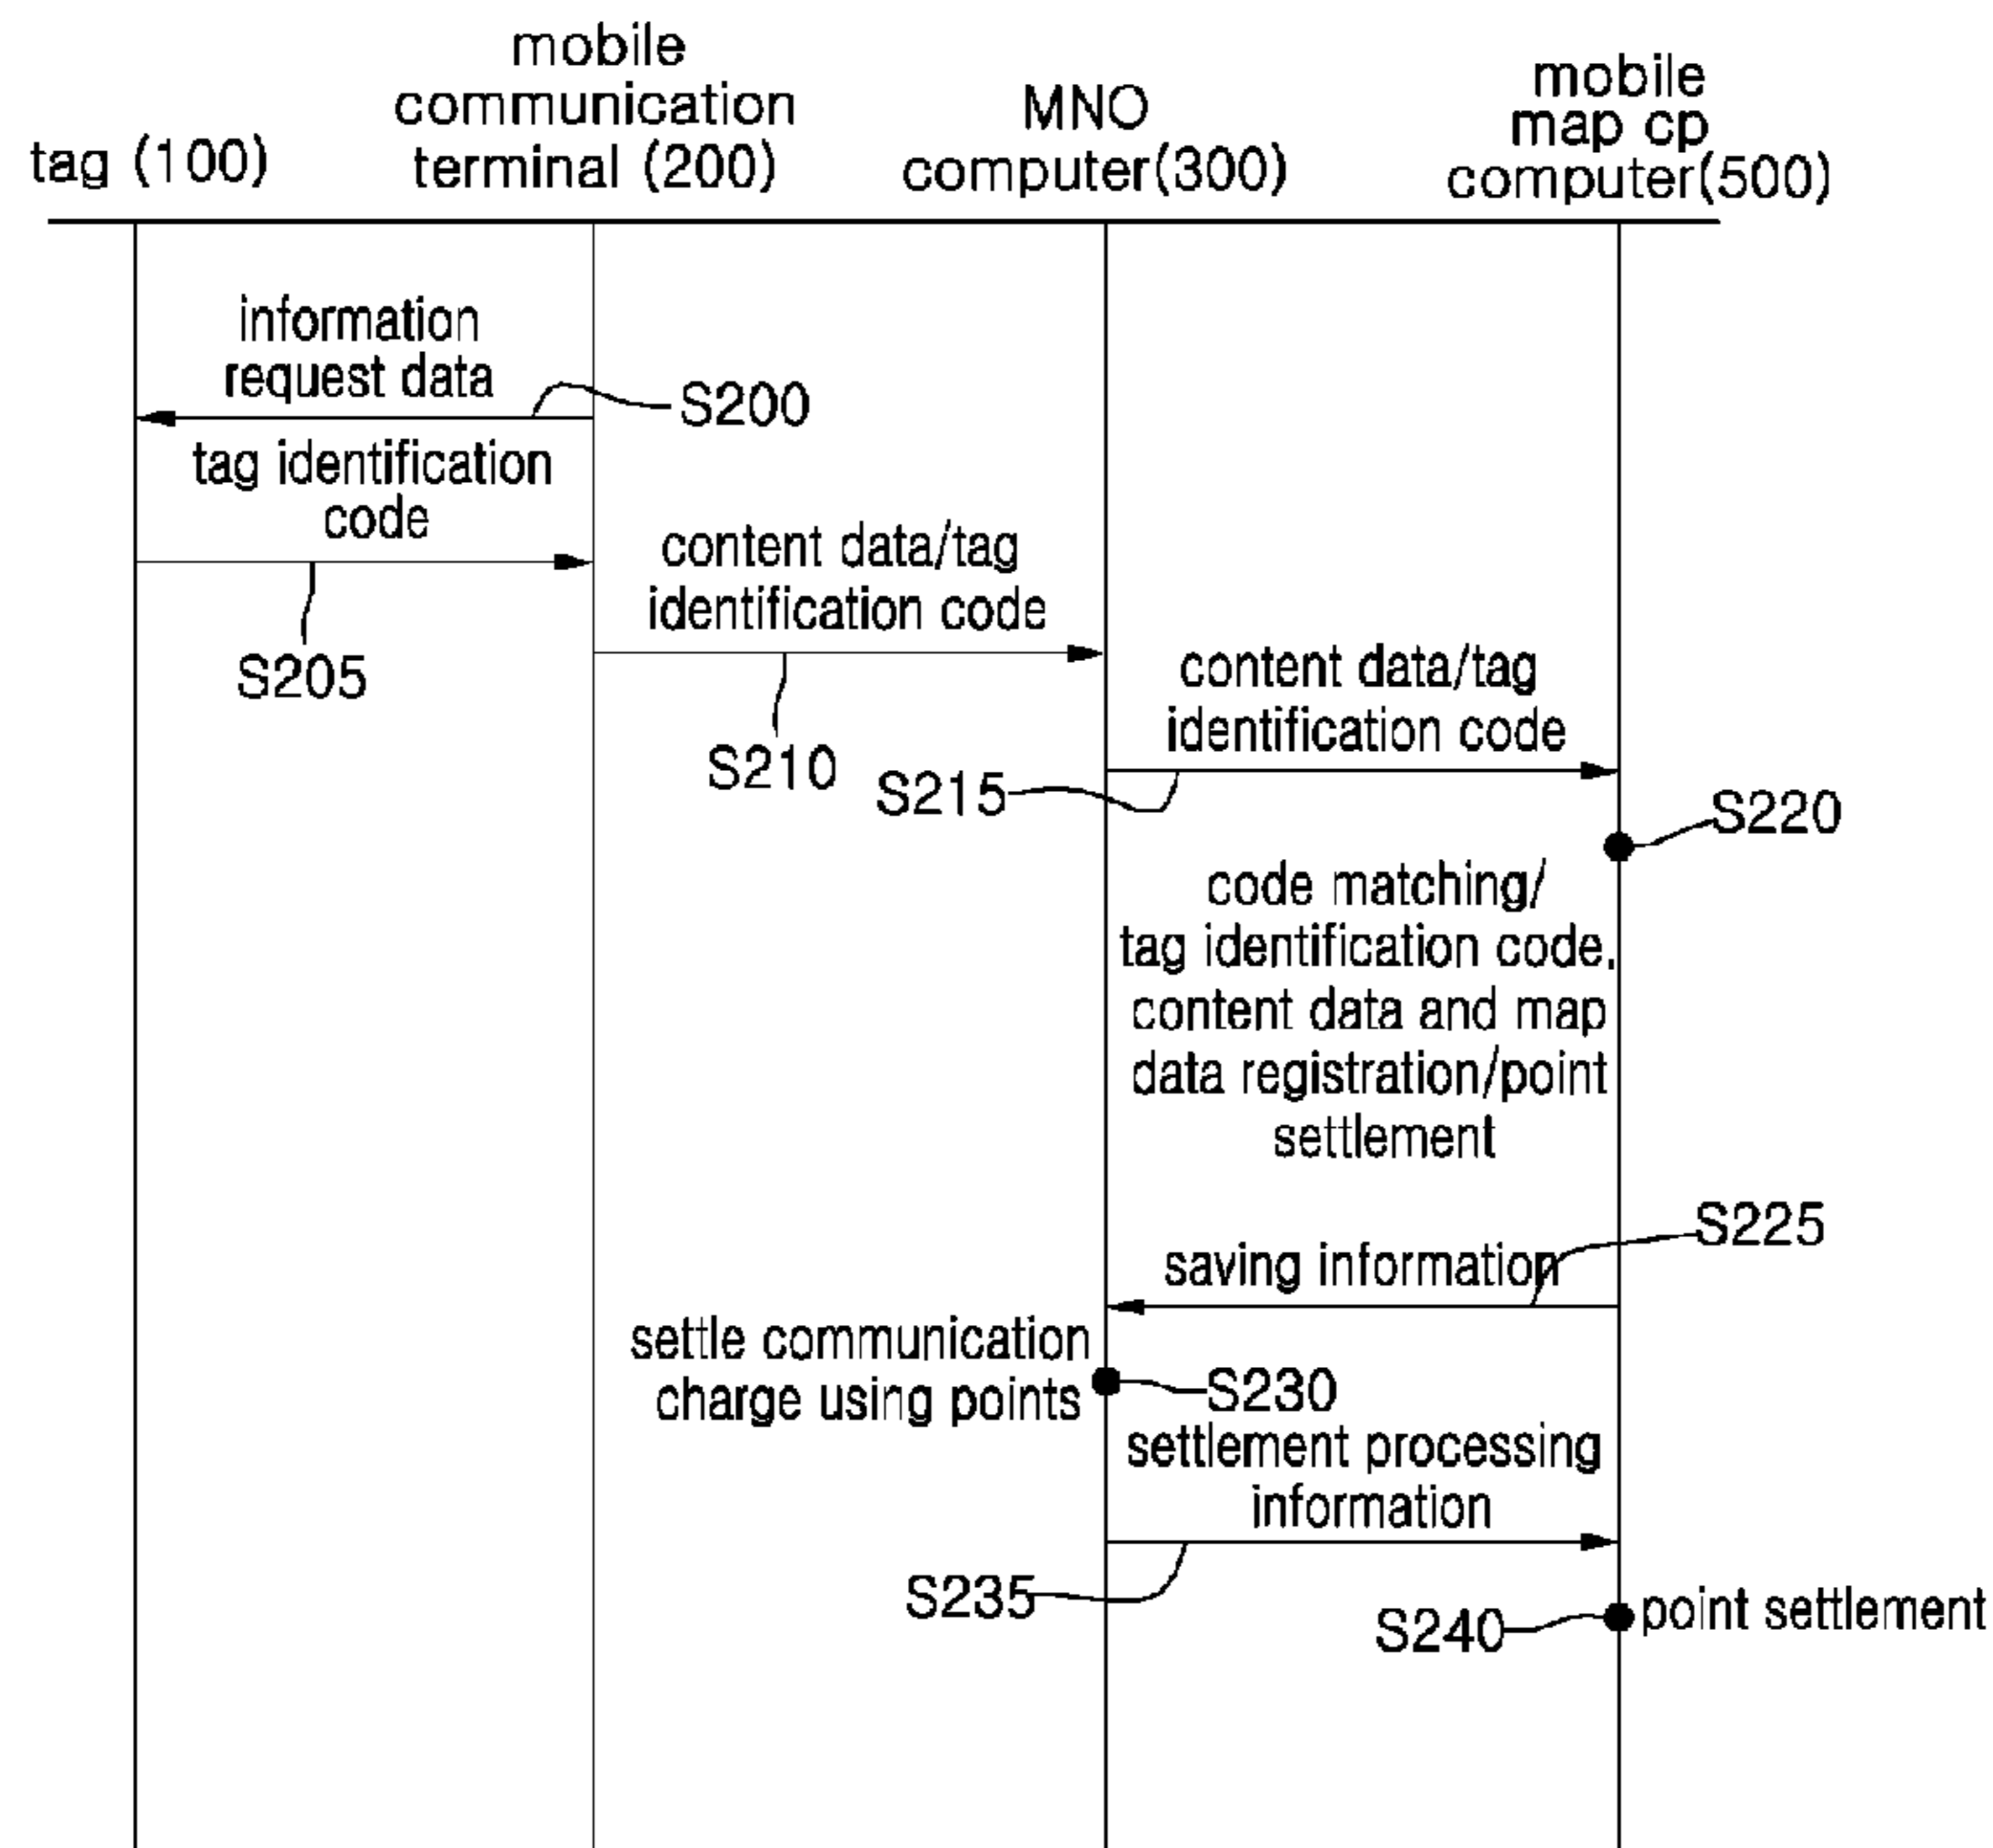 tag (100)
mobile
communication
terminal (200)
MNO
computer(300)
mobile
map cp
computer(500)
information
request data
S200
tag identification
code
S205
content data/tag
identification code
S210
content data/tag
identification code
S215
S220
code matching/
tag identification code,
content data and map
data registration/point
settlement
S225
saving information
settle communication
charge using points
S230
settlement processing
information
S235
S240
point settlement